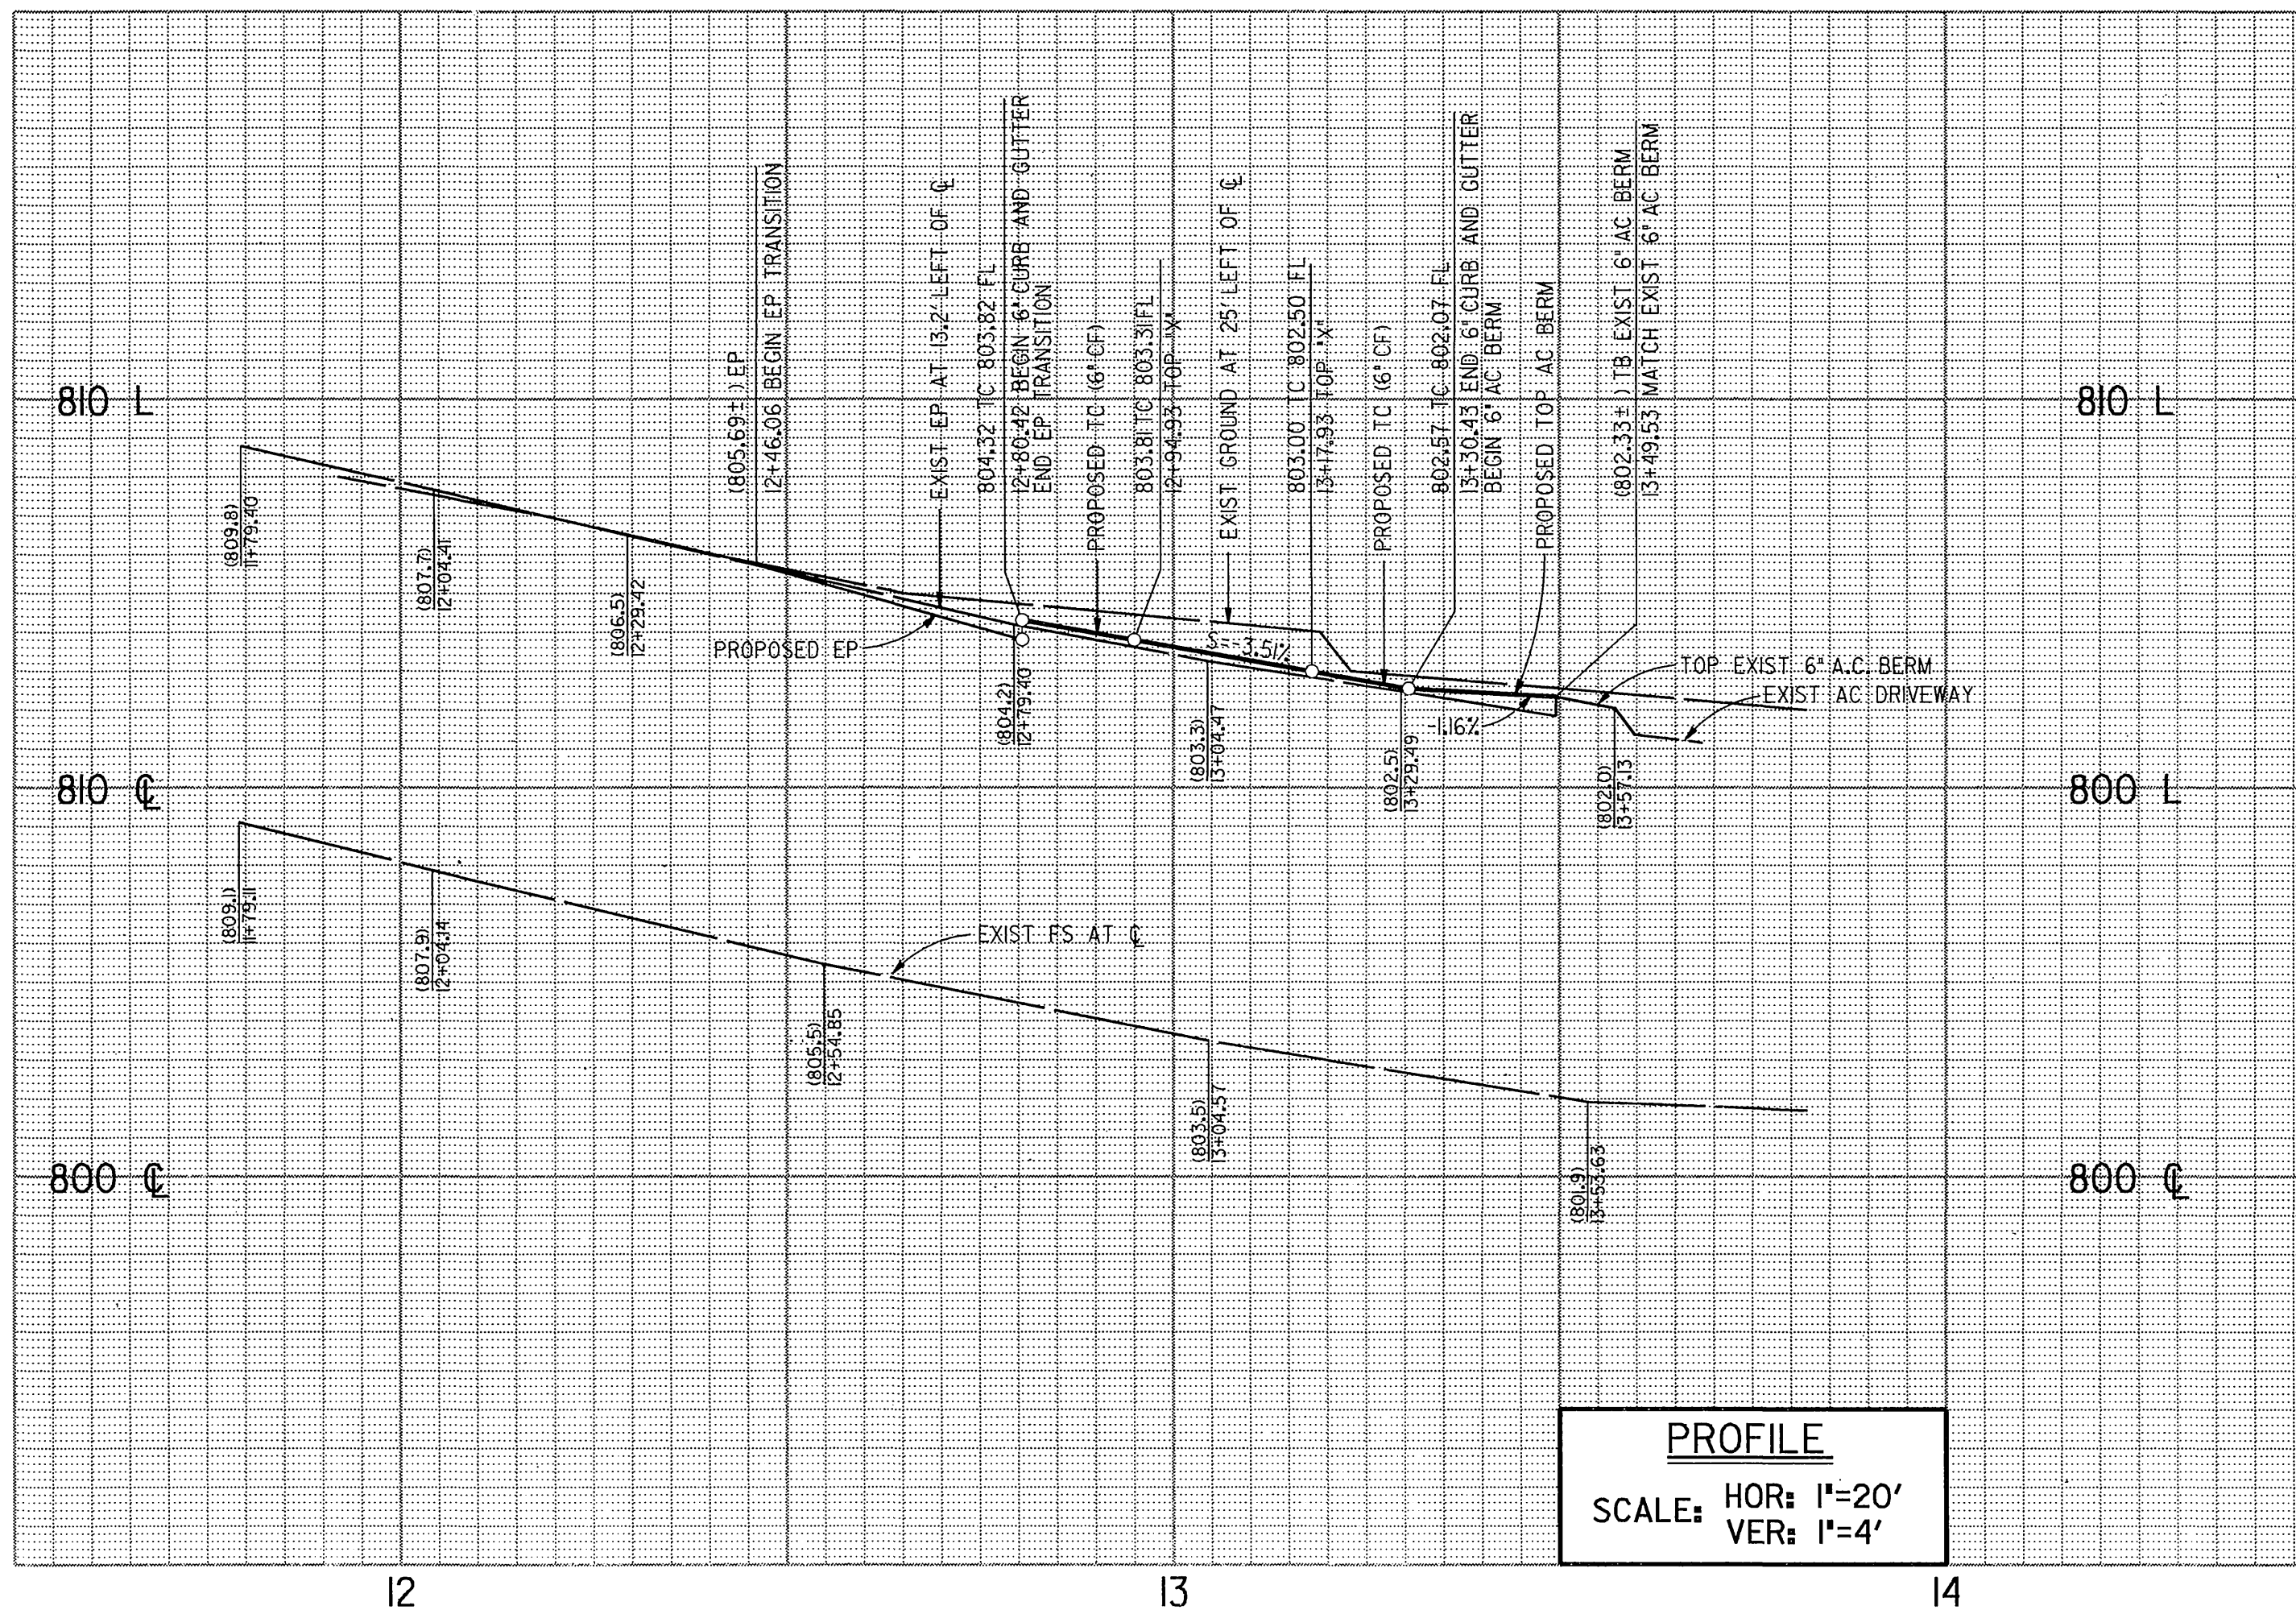 810 L
810 L
810 ℄
800 L
800 ℄
800 ℄
(805.69±) EP
12+46.06 BEGIN EP TRANSITION
EXIST EP AT 13.2' LEFT OF ℄
804.32 TC 803.82 FL
12+80.42 BEGIN 6" CURB AND GUTTER
END EP TRANSITION
PROPOSED TC (6" CF)
803.81 TC 803.31 FL
12+94.93 TOP "X"
EXIST GROUND AT 25' LEFT OF ℄
803.00 TC 802.50 FL
13+17.93 TOP "X"
PROPOSED TC (6" CF)
802.57 TC 802.07 FL
13+30.43 END 6" CURB AND GUTTER
BEGIN 6" AC BERM
PROPOSED TOP AC BERM
(802.33±) TB EXIST 6" AC BERM
13+49.53 MATCH EXIST 6" AC BERM
(809.8)
11+79.40
(807.7)
12+04.41
(806.5)
12+29.42
PROPOSED EP
(804.2)
12+79.40
S=-3.51%
(803.3)
13+04.47
(802.5)
13+29.49
-1.16%
TOP EXIST 6" A.C. BERM
EXIST AC DRIVEWAY
(802.0)
13+57.13
(809.1)
11+79.11
(807.9)
12+04.14
EXIST FS AT ℄
(805.5)
12+54.85
(803.5)
13+04.57
(801.9)
13+53.63
PROFILE
SCALE: HOR: 1"=20'
VER: 1"=4'
12
13
14